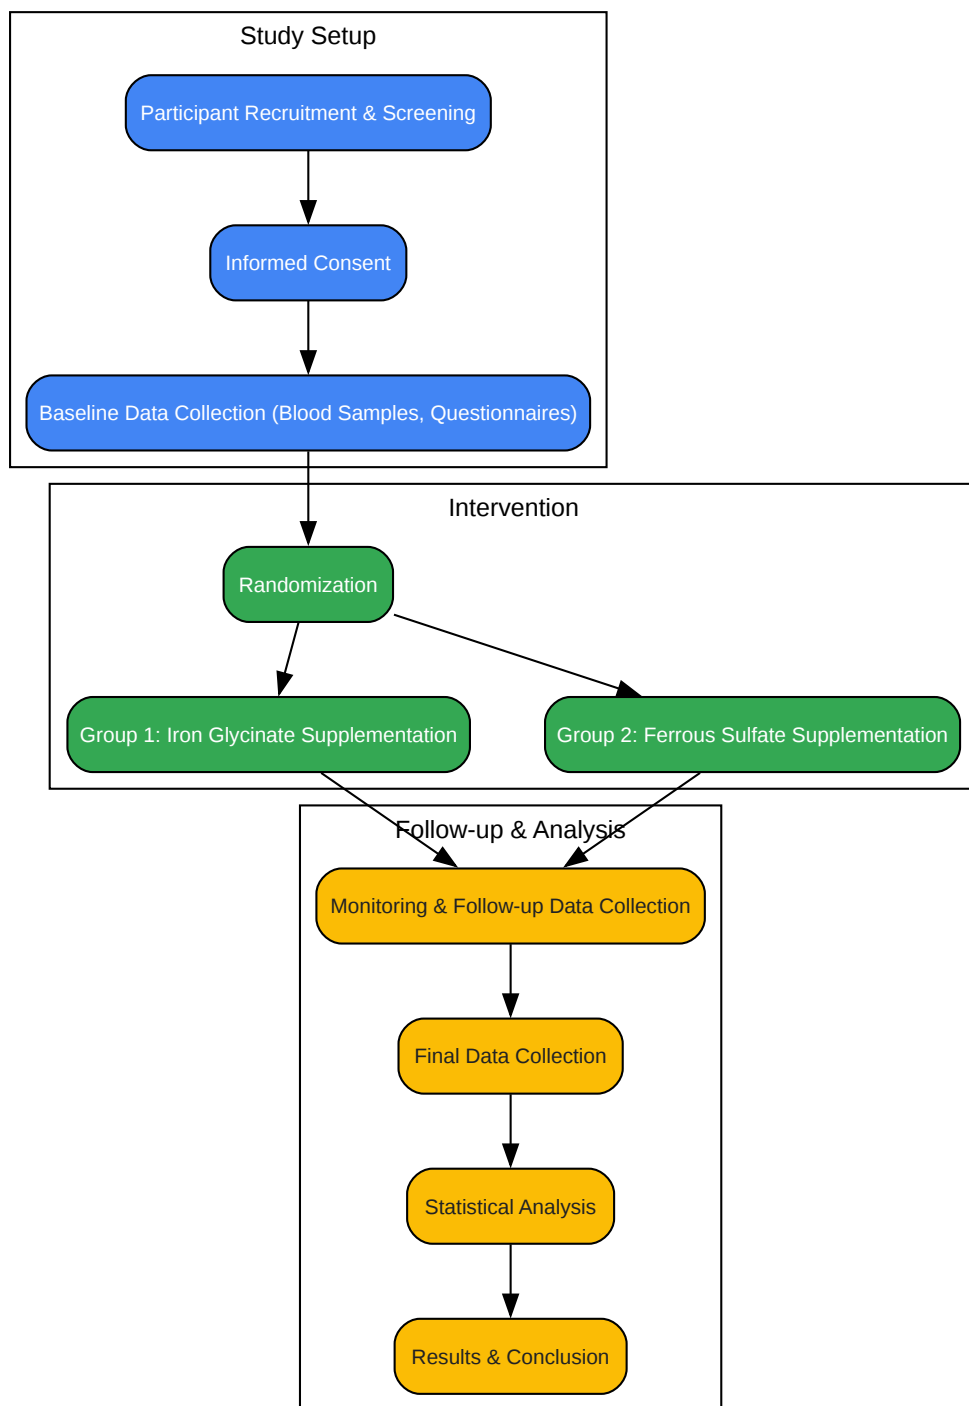 Study Setup
Participant Recruitment & Screening
Informed Consent
Baseline Data Collection (Blood Samples, Questionnaires)
Intervention
Randomization
Group 1: Iron Glycinate Supplementation
Group 2: Ferrous Sulfate Supplementation
Follow-up & Analysis
Monitoring & Follow-up Data Collection
Final Data Collection
Statistical Analysis
Results & Conclusion